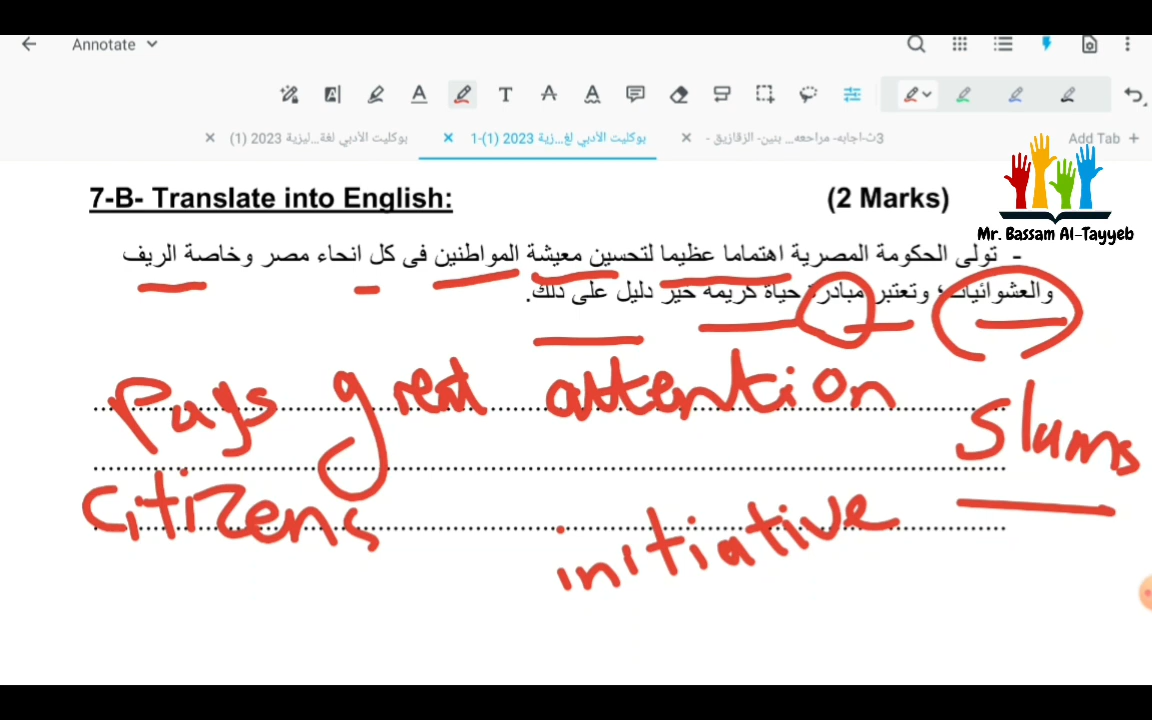 Annotate
بوكليت الأدبي لغة...ليزية 2023 (1)
بوكليت الأدبي لغ...زية 2023 (1)-1
3ث-اجابه- مراجعه... بنين- الزقازيق -
Add Tab +
7-B- Translate into English:
(2 Marks)
Mr. Bassam Al-Tayyeb
- تولى الحكومة المصرية اهتماما عظيما لتحسين معيشة المواطنين فى كل انحاء مصر وخاصة الريف
والعشوائيات؛ وتعتبر مبادرة حياة كريمة خير دليل على ذلك.
Pays great attention
slums
citizens
initiative